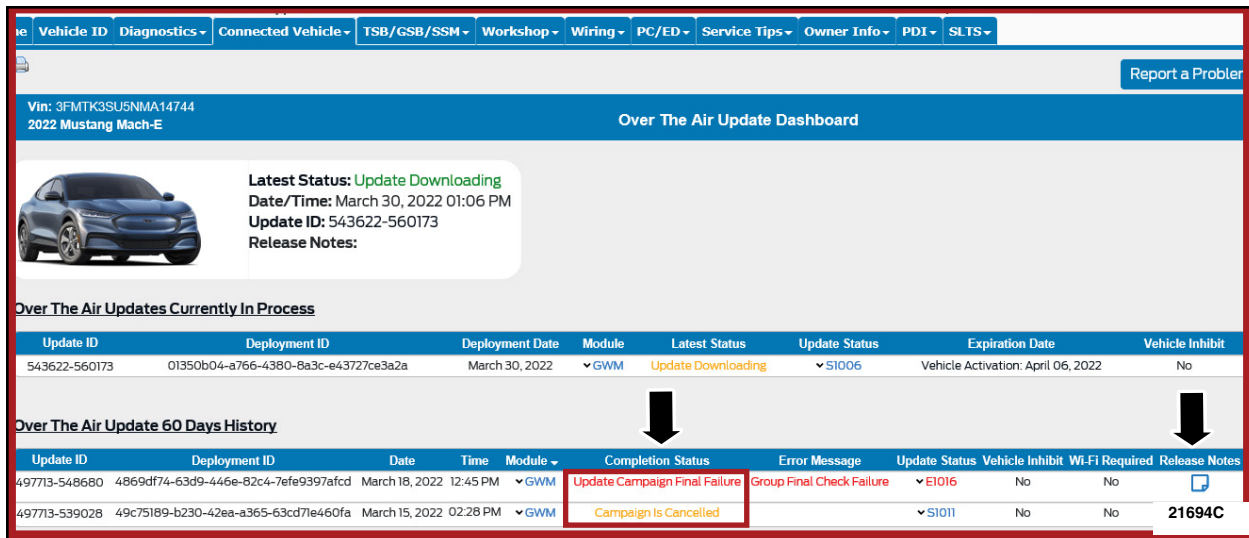 ne Vehicle ID Diagnostics Connected Vehicle TSB/GSB/SSM Workshop Wiring PC/ED Service Tips Owner Info PDI SLTS
Report a Problem
Vin: 3FMTK3SU5NMA14744
2022 Mustang Mach-E
Over The Air Update Dashboard
Latest Status: Update Downloading
Date/Time: March 30, 2022 01:06 PM
Update ID: 543622-560173
Release Notes:
Over The Air Updates Currently In Process
Update ID Deployment ID Deployment Date Module Latest Status Update Status Expiration Date Vehicle Inhibit
543622-560173 01350b04-a766-4380-8a3c-e43727ce3a2a March 30, 2022 GWM Update Downloading S1006 Vehicle Activation: April 06, 2022 No
Over The Air Update 60 Days History
Update ID Deployment ID Date Time Module Completion Status Error Message Update Status Vehicle Inhibit Wi-Fi Required Release Notes
497713-548680 4869df74-63d9-446e-82c4-7efe9397afcd March 18, 2022 12:45 PM GWM Update Campaign Final Failure Group Final Check Failure E1016 No No
497713-539028 49c75189-b230-42ea-a365-63cd71e460fa March 15, 2022 02:28 PM GWM Campaign Is Cancelled S1011 No No
21694C